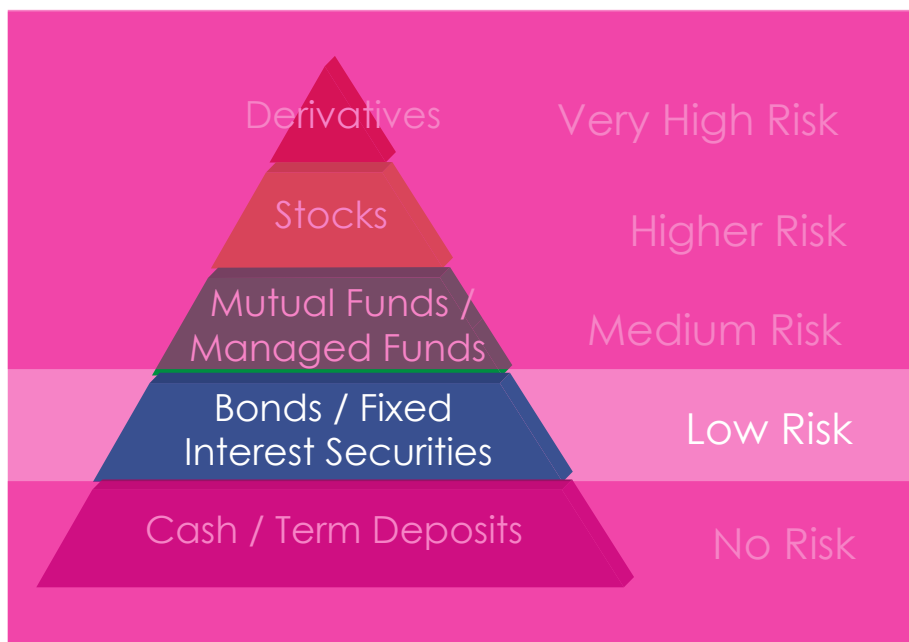 Derivatives
Very High Risk
Stocks
Higher Risk
Mutual Funds /
Managed Funds
Medium Risk
Bonds / Fixed
Interest Securities
Low Risk
Cash / Term Deposits
No Risk